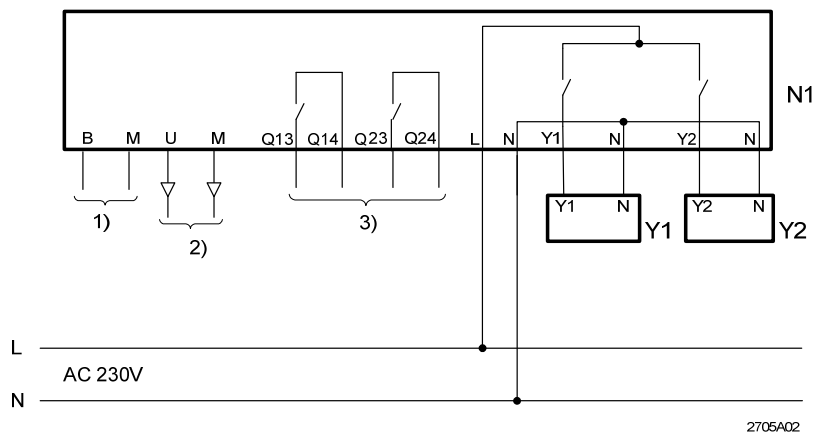 N1
B M U M Q13 Q14 Q23 Q24 L N Y1 N Y2 N
Y1 N Y2 N
1) 2) 3) Y1 Y2
L
AC 230V
N
2705A02